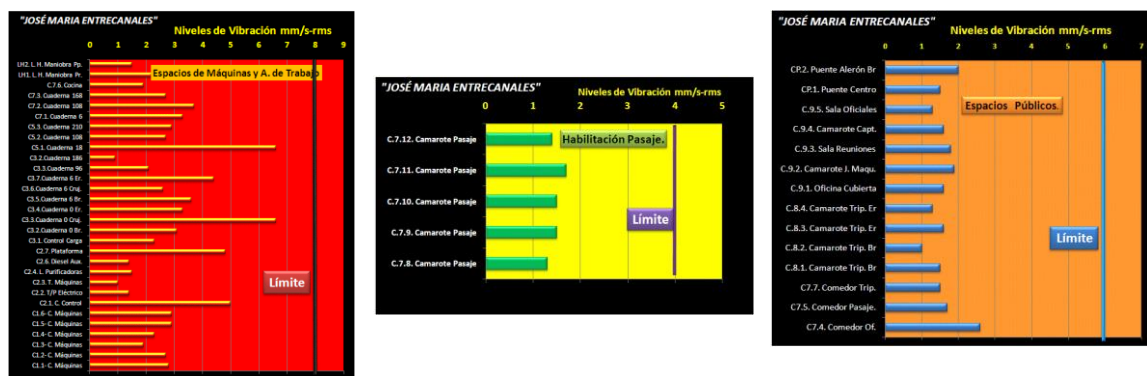 "JOSÉ MARIA ENTRECANALES"
Niveles de Vibración mm/s-rms
0 1 2 3 4 5 6 7 8 9
Espacios de Máquinas y A. de Trabajo
LH2. L. H. Maniobra Pp.
LH1. L. H. Maniobra Pr.
C.7.6. Cocina
C7.3. Cuaderna 168
C7.2. Cuaderna 108
C7.1. Cuaderna 6
C5.3. Cuaderna 210
C5.2. Cuaderna 108
C5.1. Cuaderna 18
C3.2. Cuaderna 186
C3.3. Cuaderna 96
C3.7. Cuaderna 6 Er.
C3.6. Cuaderna 6 Cruj.
C3.5. Cuaderna 6 Br.
C3.4. Cuaderna 0 Er.
C3.3. Cuaderna 0 Cruj.
C3.2. Cuaderna 0 Br.
C3.1. Control Carga
C2.7. Plataforma
C2.6. Diesel Aux.
C2.4. L. Purificadoras
C2.3. T. Máquinas
C2.2. T/P Eléctrico
C2.1. C. Control
C1.6- C. Máquinas
C1.5- C. Máquinas
C1.4- C. Máquinas
C1.3- C. Máquinas
C1.2- C. Máquinas
C1.1- C. Máquinas
Límite
"JOSÉ MARIA ENTRECANALES"
Niveles de Vibración mm/s-rms
0 1 2 3 4 5
Habilitación Pasaje.
C.7.12. Camarote Pasaje
C.7.11. Camarote Pasaje
C.7.10. Camarote Pasaje
C.7.9. Camarote Pasaje
C.7.8. Camarote Pasaje
Límite
"JOSÉ MARIA ENTRECANALES"
Niveles de Vibración mm/s-rms
0 1 2 3 4 5 6 7
Espacios Públicos.
CP.2. Puente Alerón Br
CP.1. Puente Centro
C.9.5. Sala Oficiales
C.9.4. Camarote Capt.
C.9.3. Sala Reuniones
C.9.2. Camarote J. Maqu.
C.9.1. Oficina Cubierta
C.8.4. Camarote Trip. Er
C.8.3. Camarote Trip. Er
C.8.2. Camarote Trip. Br
C.8.1. Camarote Trip. Br
C7.7. Comedor Trip.
C7.5. Comedor Pasaje.
C7.4. Comedor Of.
Límite